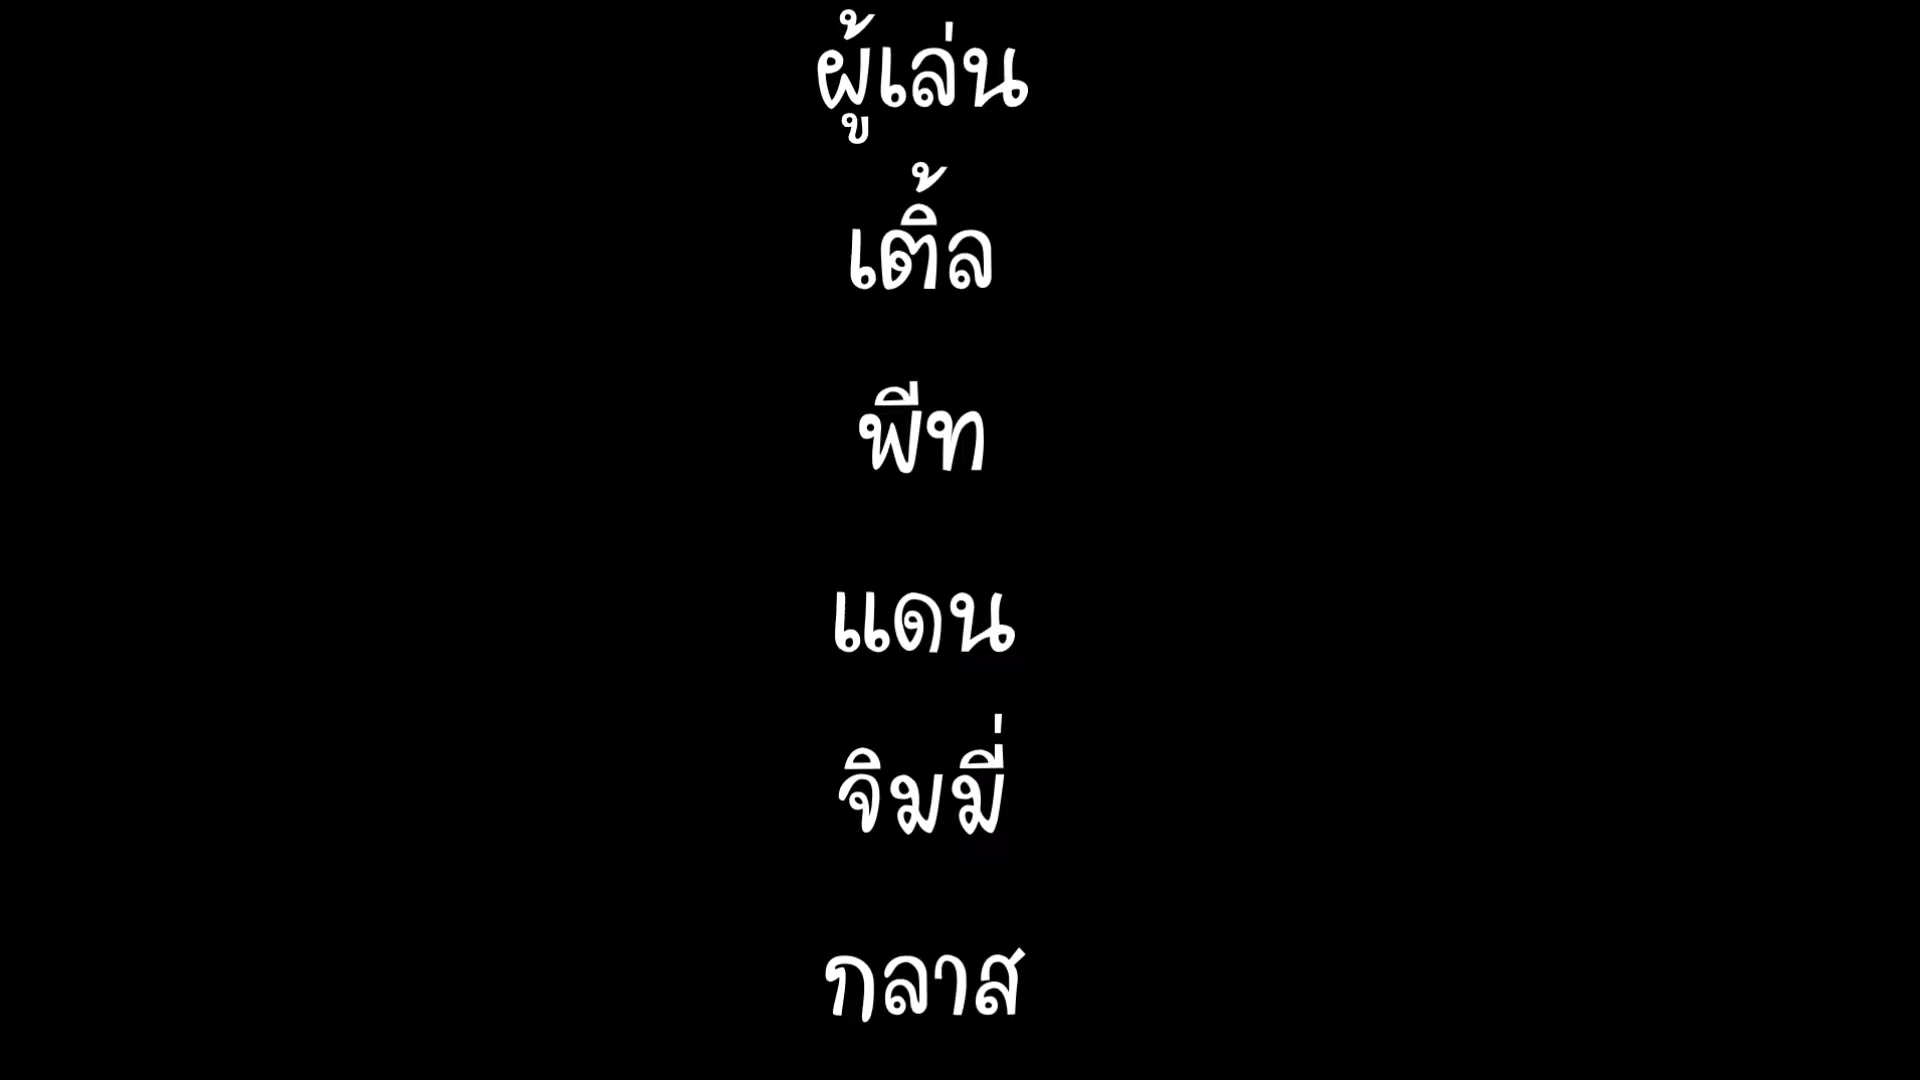 ผู้เล่น
เติ้ล
พีท
แดน
จิมมี่
กลาส